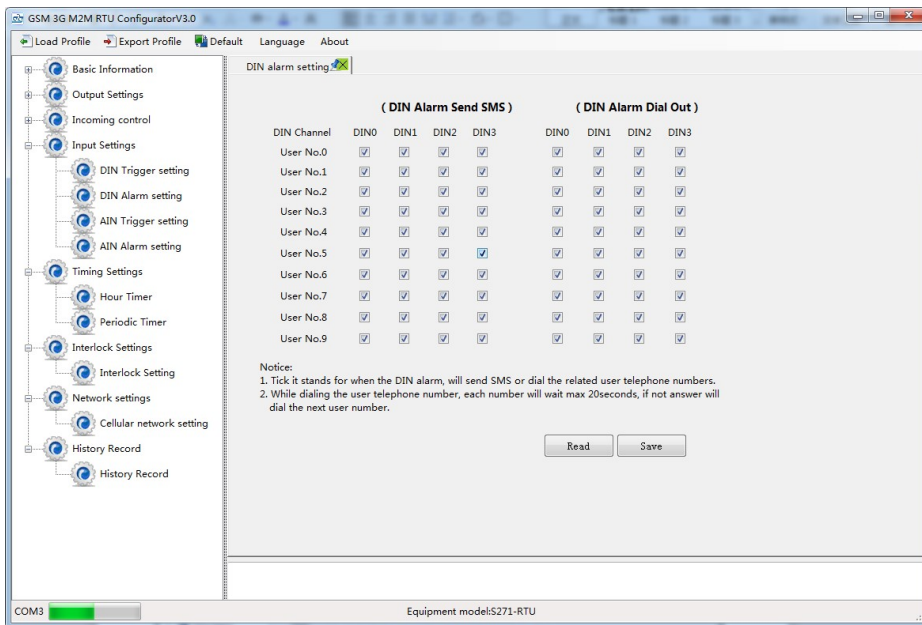 GSM 3G M2M RTU ConfiguratorV3.0
Load Profile Export Profile Default Language About
Basic Information
Output Settings
Incoming control
Input Settings
DIN Trigger setting
DIN Alarm setting
AIN Trigger setting
AIN Alarm setting
Timing Settings
Hour Timer
Periodic Timer
Interlock Settings
Interlock Setting
Network settings
Cellular network setting
History Record
History Record
DIN alarm setting
( DIN Alarm Send SMS ) ( DIN Alarm Dial Out )
DIN Channel DIN0 DIN1 DIN2 DIN3 DIN0 DIN1 DIN2 DIN3
User No.0
User No.1
User No.2
User No.3
User No.4
User No.5
User No.6
User No.7
User No.8
User No.9
Notice:
1. Tick it stands for when the DIN alarm, will send SMS or dial the related user telephone numbers.
2. While dialing the user telephone number, each number will wait max 20seconds, if not answer will
dial the next user number.
Read Save
COM3 Equipment model:S271-RTU